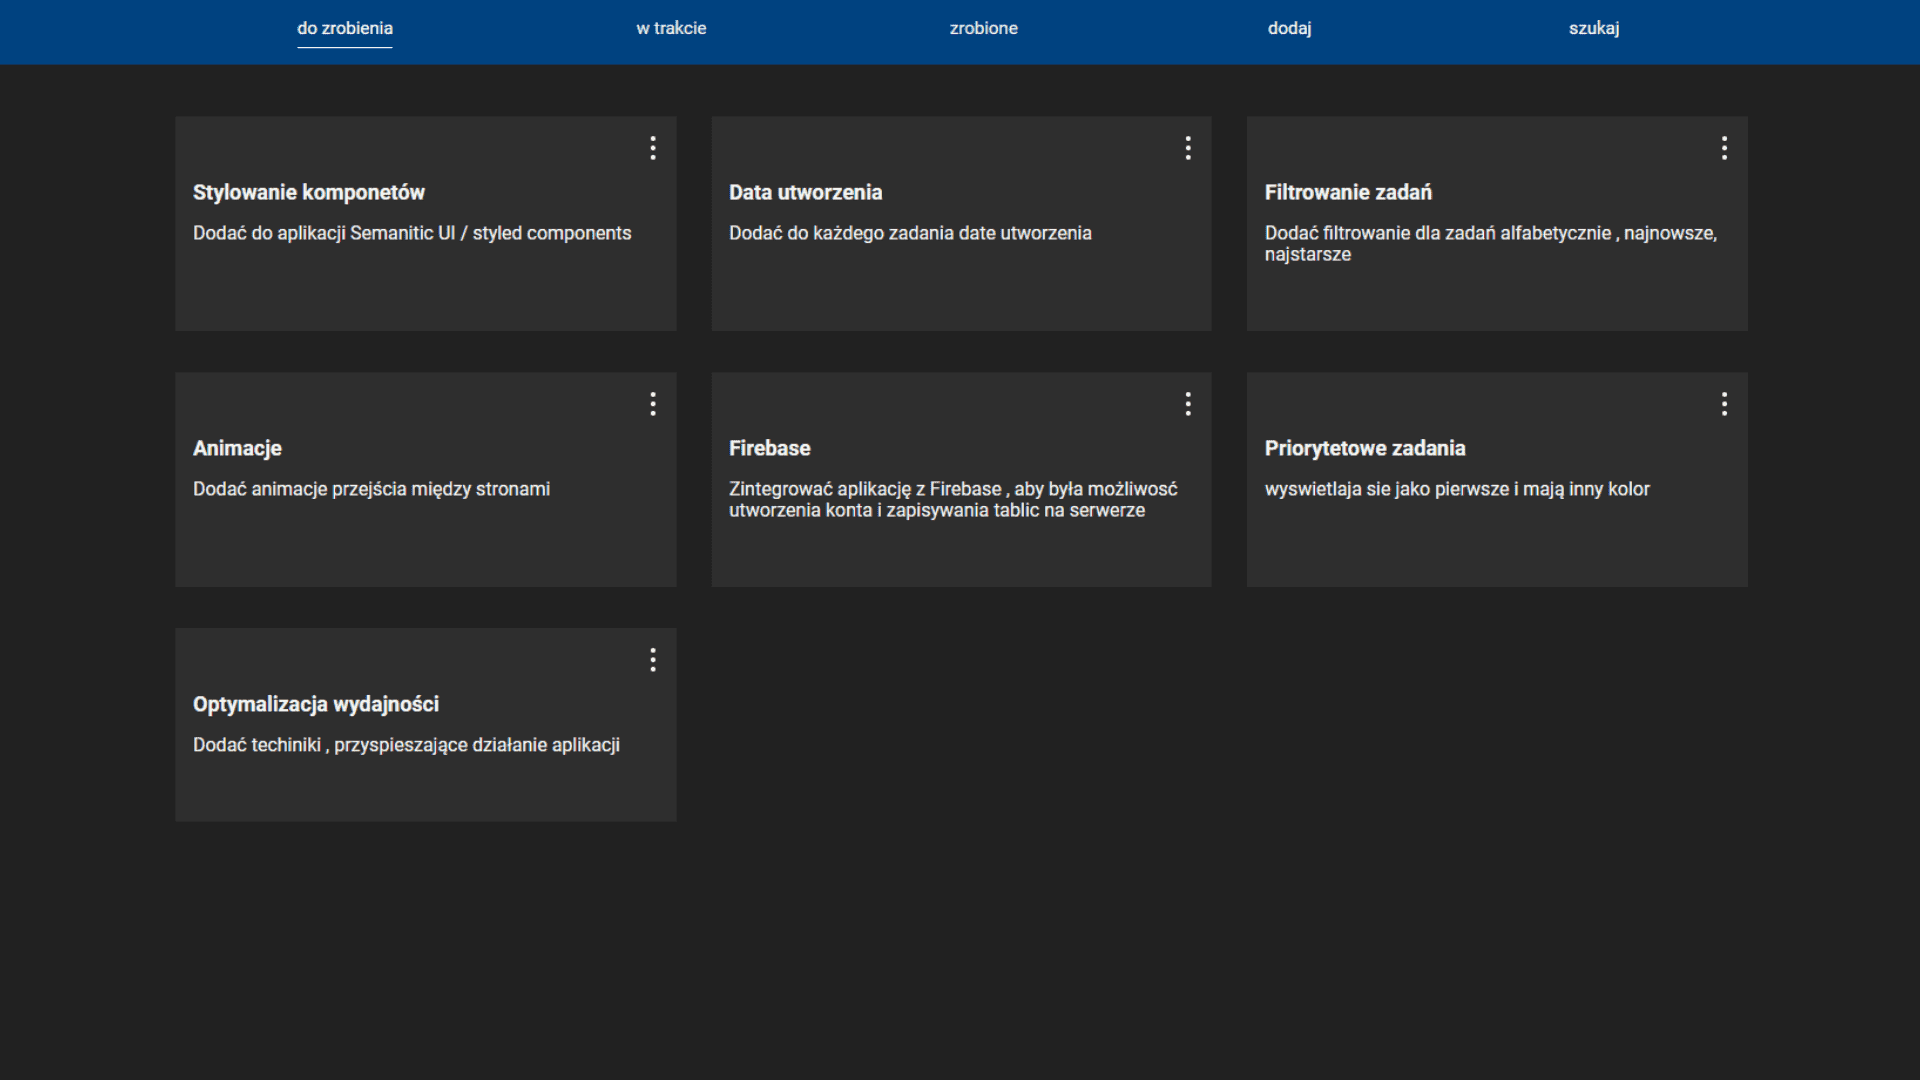 do zrobienia
w trakcie
zrobione
dodaj
szukaj
Stylowanie komponetów
Dodać do aplikacji Semanitic UI / styled components
Data utworzenia
Dodać do każdego zadania date utworzenia
Filtrowanie zadań
Dodać filtrowanie dla zadań alfabetycznie , najnowsze,
najstarsze
Animacje
Dodać animacje przejścia między stronami
Firebase
Zintegrować aplikację z Firebase , aby była możliwosć
utworzenia konta i zapisywania tablic na serwerze
Priorytetowe zadania
wyswietlaja sie jako pierwsze i mają inny kolor
Optymalizacja wydajności
Dodać techiniki , przyspieszające działanie aplikacji